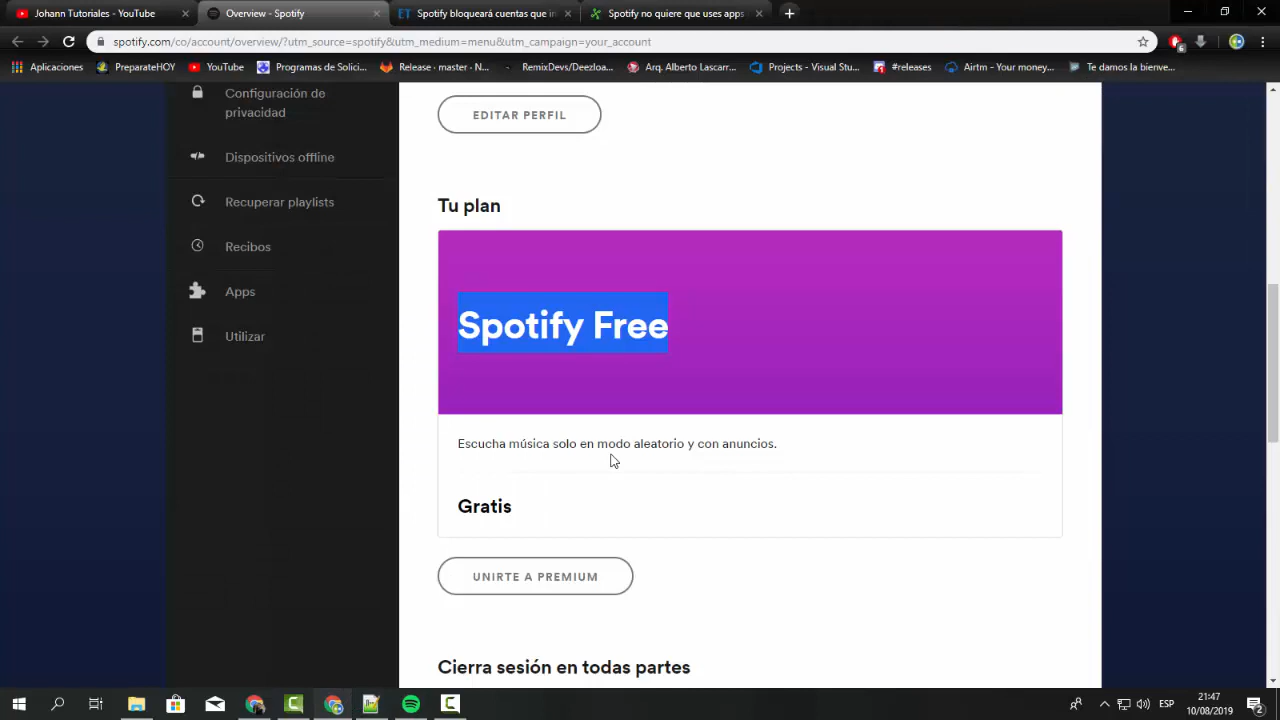 Johann Tutoriales - YouTube
Overview - Spotify
Spotify bloqueará cuentas que in
Spotify no quiere que uses apps
spotify.com/co/account/overview/?utm_source=spotify&utm_medium=menu&utm_campaign=your_account
6
Aplicaciones
PreparateHOY
YouTube
Programas de Solici...
Release · master · N...
RemixDevs/Deezloa...
Arq. Alberto Lascarr...
Projects - Visual Stu...
#releases
Airtm - Your money...
Te damos la bienve...
Configuración de
privacidad
Dispositivos offline
Recuperar playlists
Recibos
Apps
Utilizar
EDITAR PERFIL
Tu plan
Spotify Free
Escucha música solo en modo aleatorio y con anuncios.
Gratis
UNIRTE A PREMIUM
Cierra sesión en todas partes
ESP
21:47
10/08/2019
2